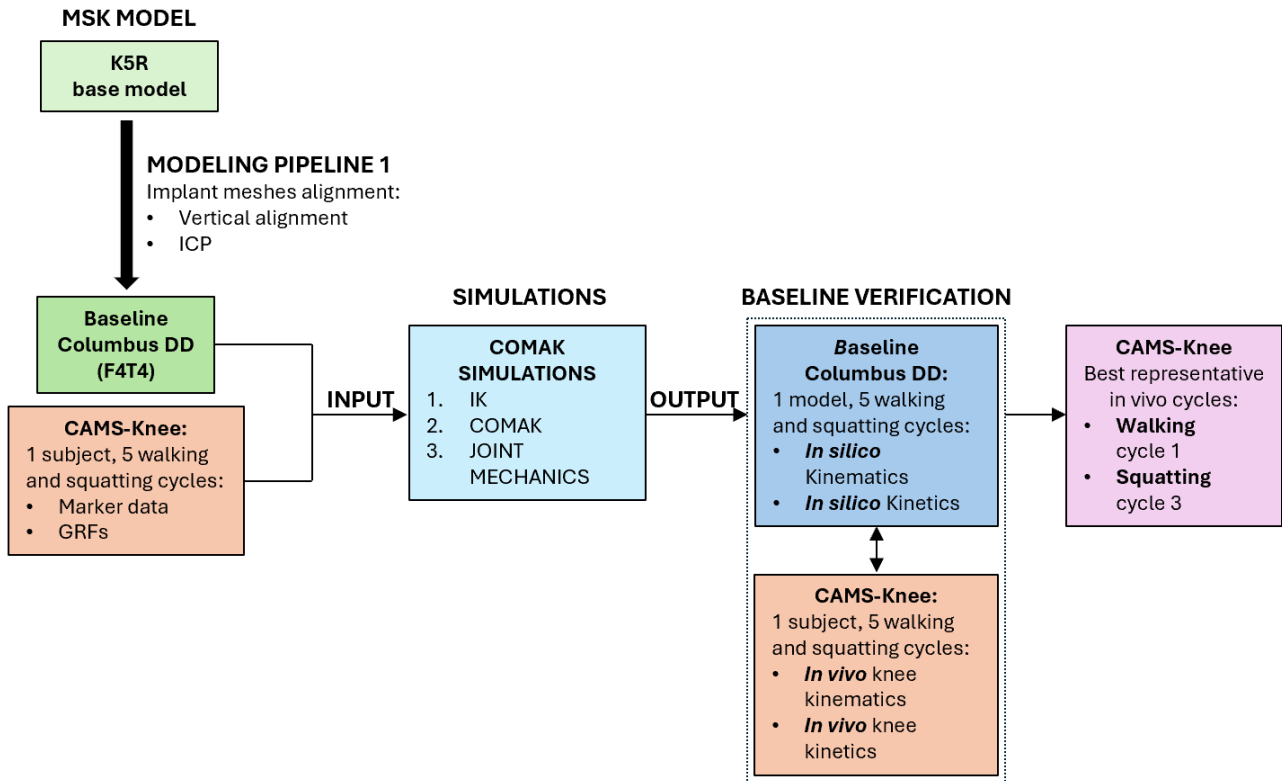 MSK MODEL
K5R
base model
MODELING PIPELINE 1
Implant meshes alignment:
• Vertical alignment
• ICP
Baseline
Columbus DD
(F4T4)
CAMS-Knee:
1 subject, 5 walking
and squatting cycles:
• Marker data
• GRFs
INPUT
SIMULATIONS
COMAK
SIMULATIONS
1. IK
2. COMAK
3. JOINT
MECHANICS
OUTPUT
BASELINE VERIFICATION
Baseline
Columbus DD:
1 model, 5 walking
and squatting cycles:
• In silico
Kinematics
• In silico Kinetics
CAMS-Knee:
1 subject, 5 walking
and squatting cycles:
• In vivo knee
kinematics
• In vivo knee
kinetics
CAMS-Knee
Best representative
in vivo cycles:
• Walking
cycle 1
• Squatting
cycle 3